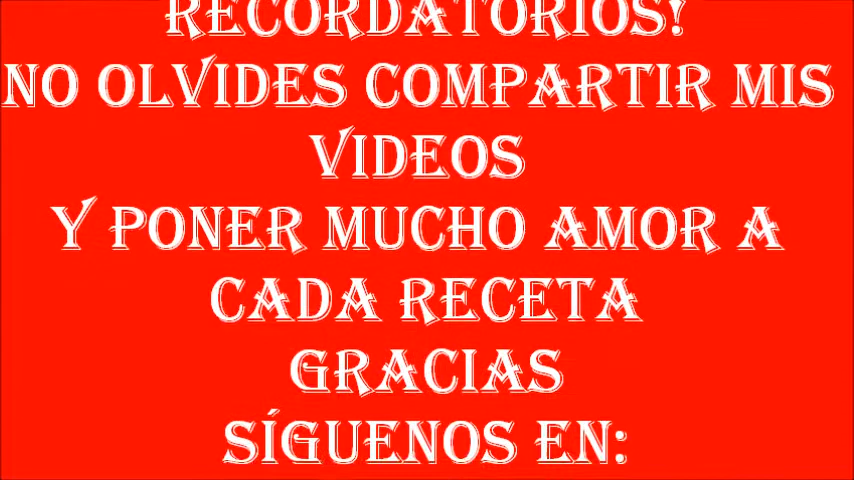 RECORDATORIOS!
NO OLVIDES COMPARTIR MIS
VIDEOS
Y PONER MUCHO AMOR A
CADA RECETA
GRACIAS
SÍGUENOS EN: